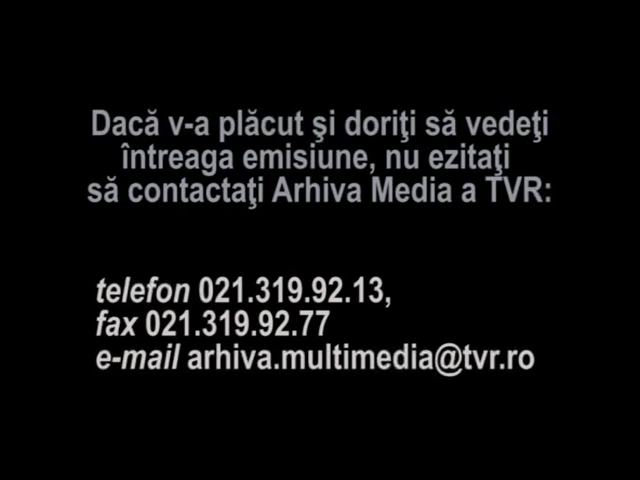 Dacă v-a plăcut şi doriţi să vedeţi
întreaga emisiune, nu ezitaţi
să contactaţi Arhiva Media a TVR:
telefon 021.319.92.13,
fax 021.319.92.77
e-mail arhiva.multimedia@tvr.ro